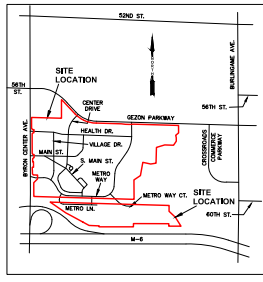 52ND ST.
BURLINGAME AVE.
56TH
ST.
SITE
LOCATION
CENTER
DRIVE
GEZON PARKWAY
56TH ST.
HEALTH DR.
VILLAGE DR.
BYRON CENTER AVE.
MAIN ST.
S. MAIN ST.
METRO
WAY
CROSSROADS
COMMERCE
PARKWAY
METRO WAY CT.
SITE
LOCATION
60TH ST.
METRO LN.
M-6